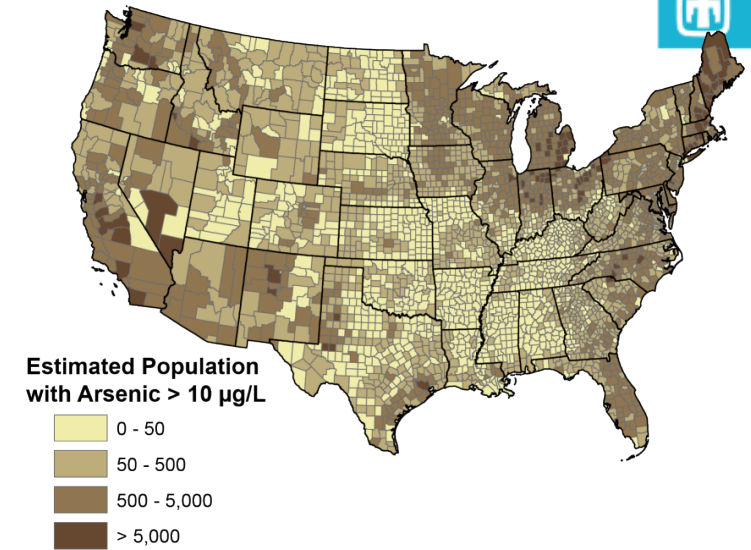 Estimated Population
with Arsenic > 10 µg/L
0 - 50
50 - 500
500 - 5,000
> 5,000